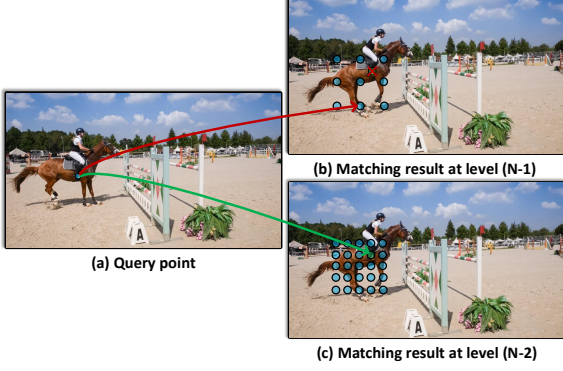 A
(b) Matching result at level (N-1)
A
(a) Query point
A
(c) Matching result at level (N-2)